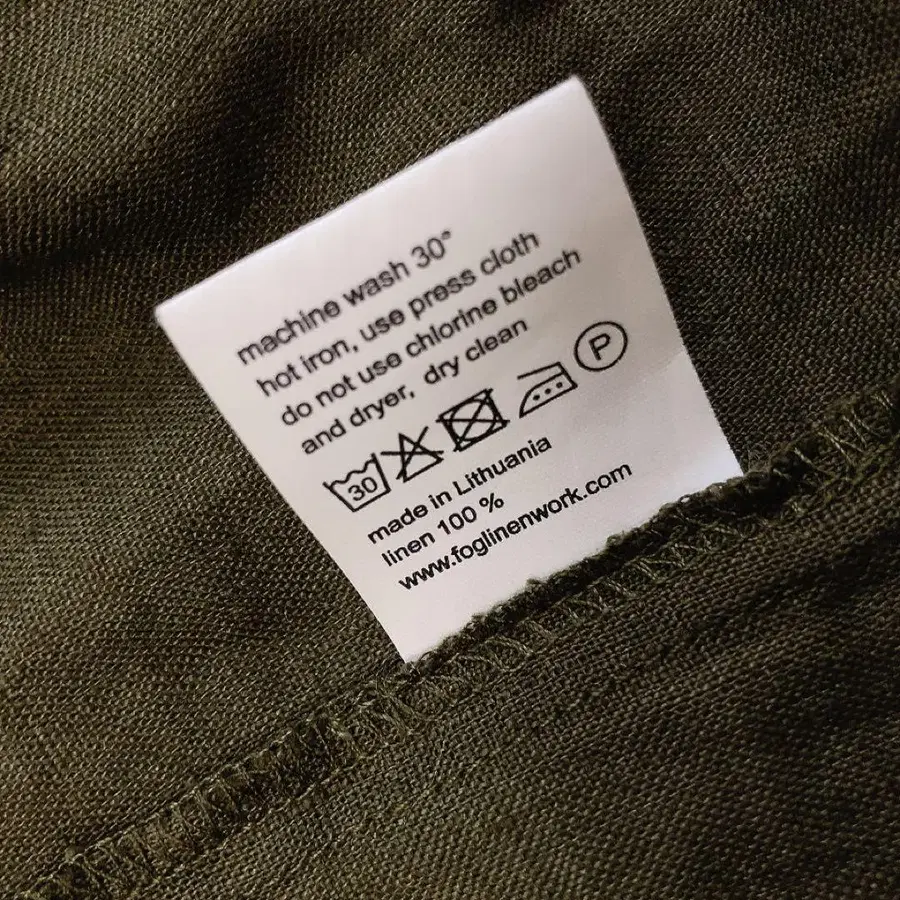 machine wash 30°
hot iron, use press cloth
do not use chlorine bleach
and dryer, dry clean
30 P
made in Lithuania
linen 100 %
www.foglinenwork.com